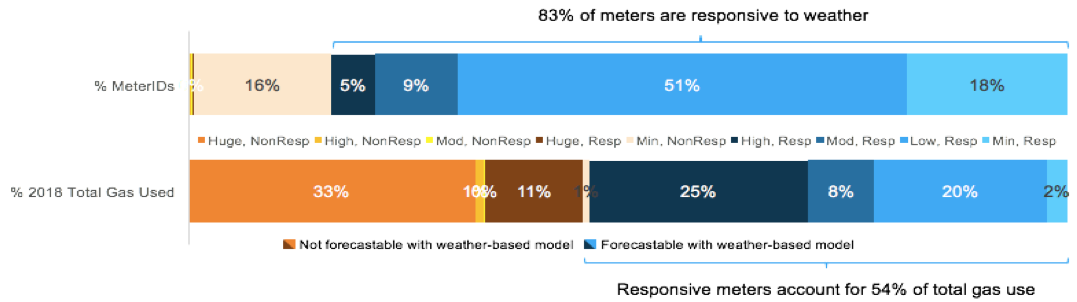 83% of meters are responsive to weather
% MeterIDs
16%
5%
9%
51%
18%
Huge, NonResp
High, NonResp
Mod, NonResp
Huge, Resp
Min, NonResp
High, Resp
Mod, Resp
Low, Resp
Min, Resp
% 2018 Total Gas Used
33%
11%
1%
25%
8%
20%
2%
Not forecastable with weather-based model
Forecastable with weather-based model
Responsive meters account for 54% of total gas use